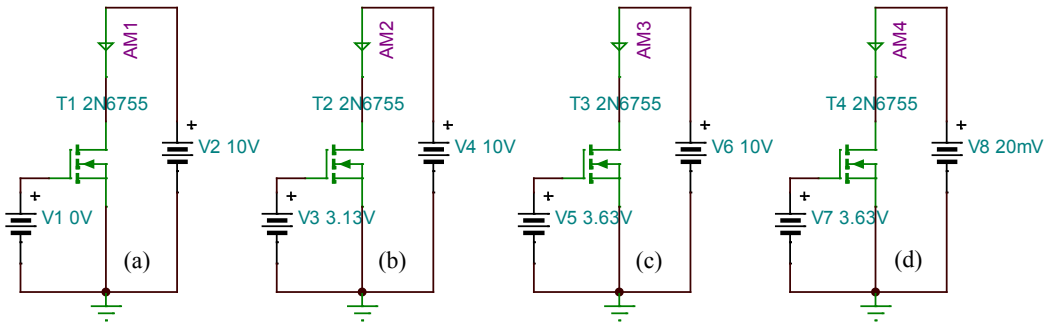 AM1
T1 2N6755
+
V2 10V
+
V1 0V
(a)
AM2
T2 2N6755
+
V4 10V
+
V3 3.13V
(b)
AM3
T3 2N6755
+
V6 10V
+
V5 3.63V
(c)
AM4
T4 2N6755
+
V8 20mV
+
V7 3.63V
(d)